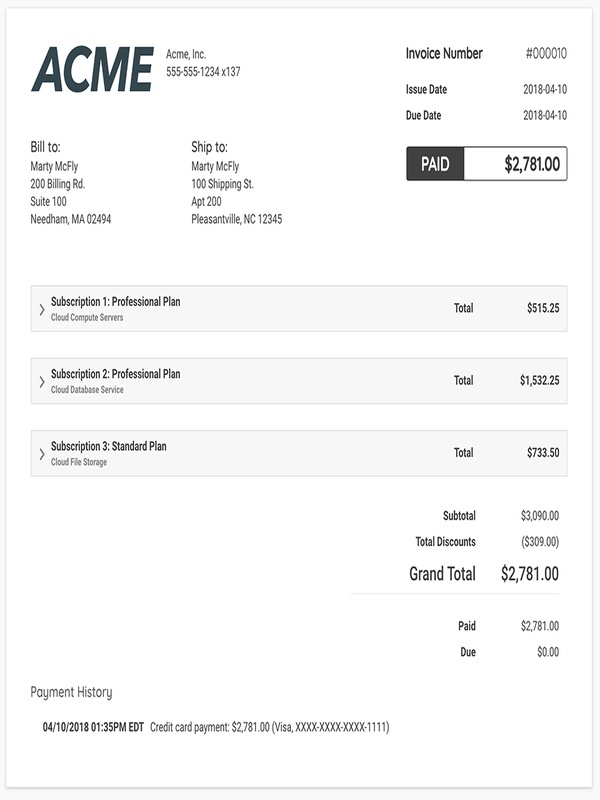 ACME
Acme, Inc.
555-555-1234 x137
Invoice Number #000010
Issue Date 2018-04-10
Due Date 2018-04-10
PAID $2,781.00
Bill to:
Marty McFly
200 Billing Rd.
Suite 100
Needham, MA 02494
Ship to:
Marty McFly
100 Shipping St.
Apt 200
Pleasantville, NC 12345
Subscription 1: Professional Plan
Cloud Compute Servers
Total $515.25
Subscription 2: Professional Plan
Cloud Database Service
Total $1,532.25
Subscription 3: Standard Plan
Cloud File Storage
Total $733.50
Subtotal $3,090.00
Total Discounts ($309.00)
Grand Total $2,781.00
Paid $2,781.00
Due $0.00
Payment History
04/10/2018 01:35PM EDT Credit card payment: $2,781.00 (Visa, XXXX-XXXX-XXXX-1111)